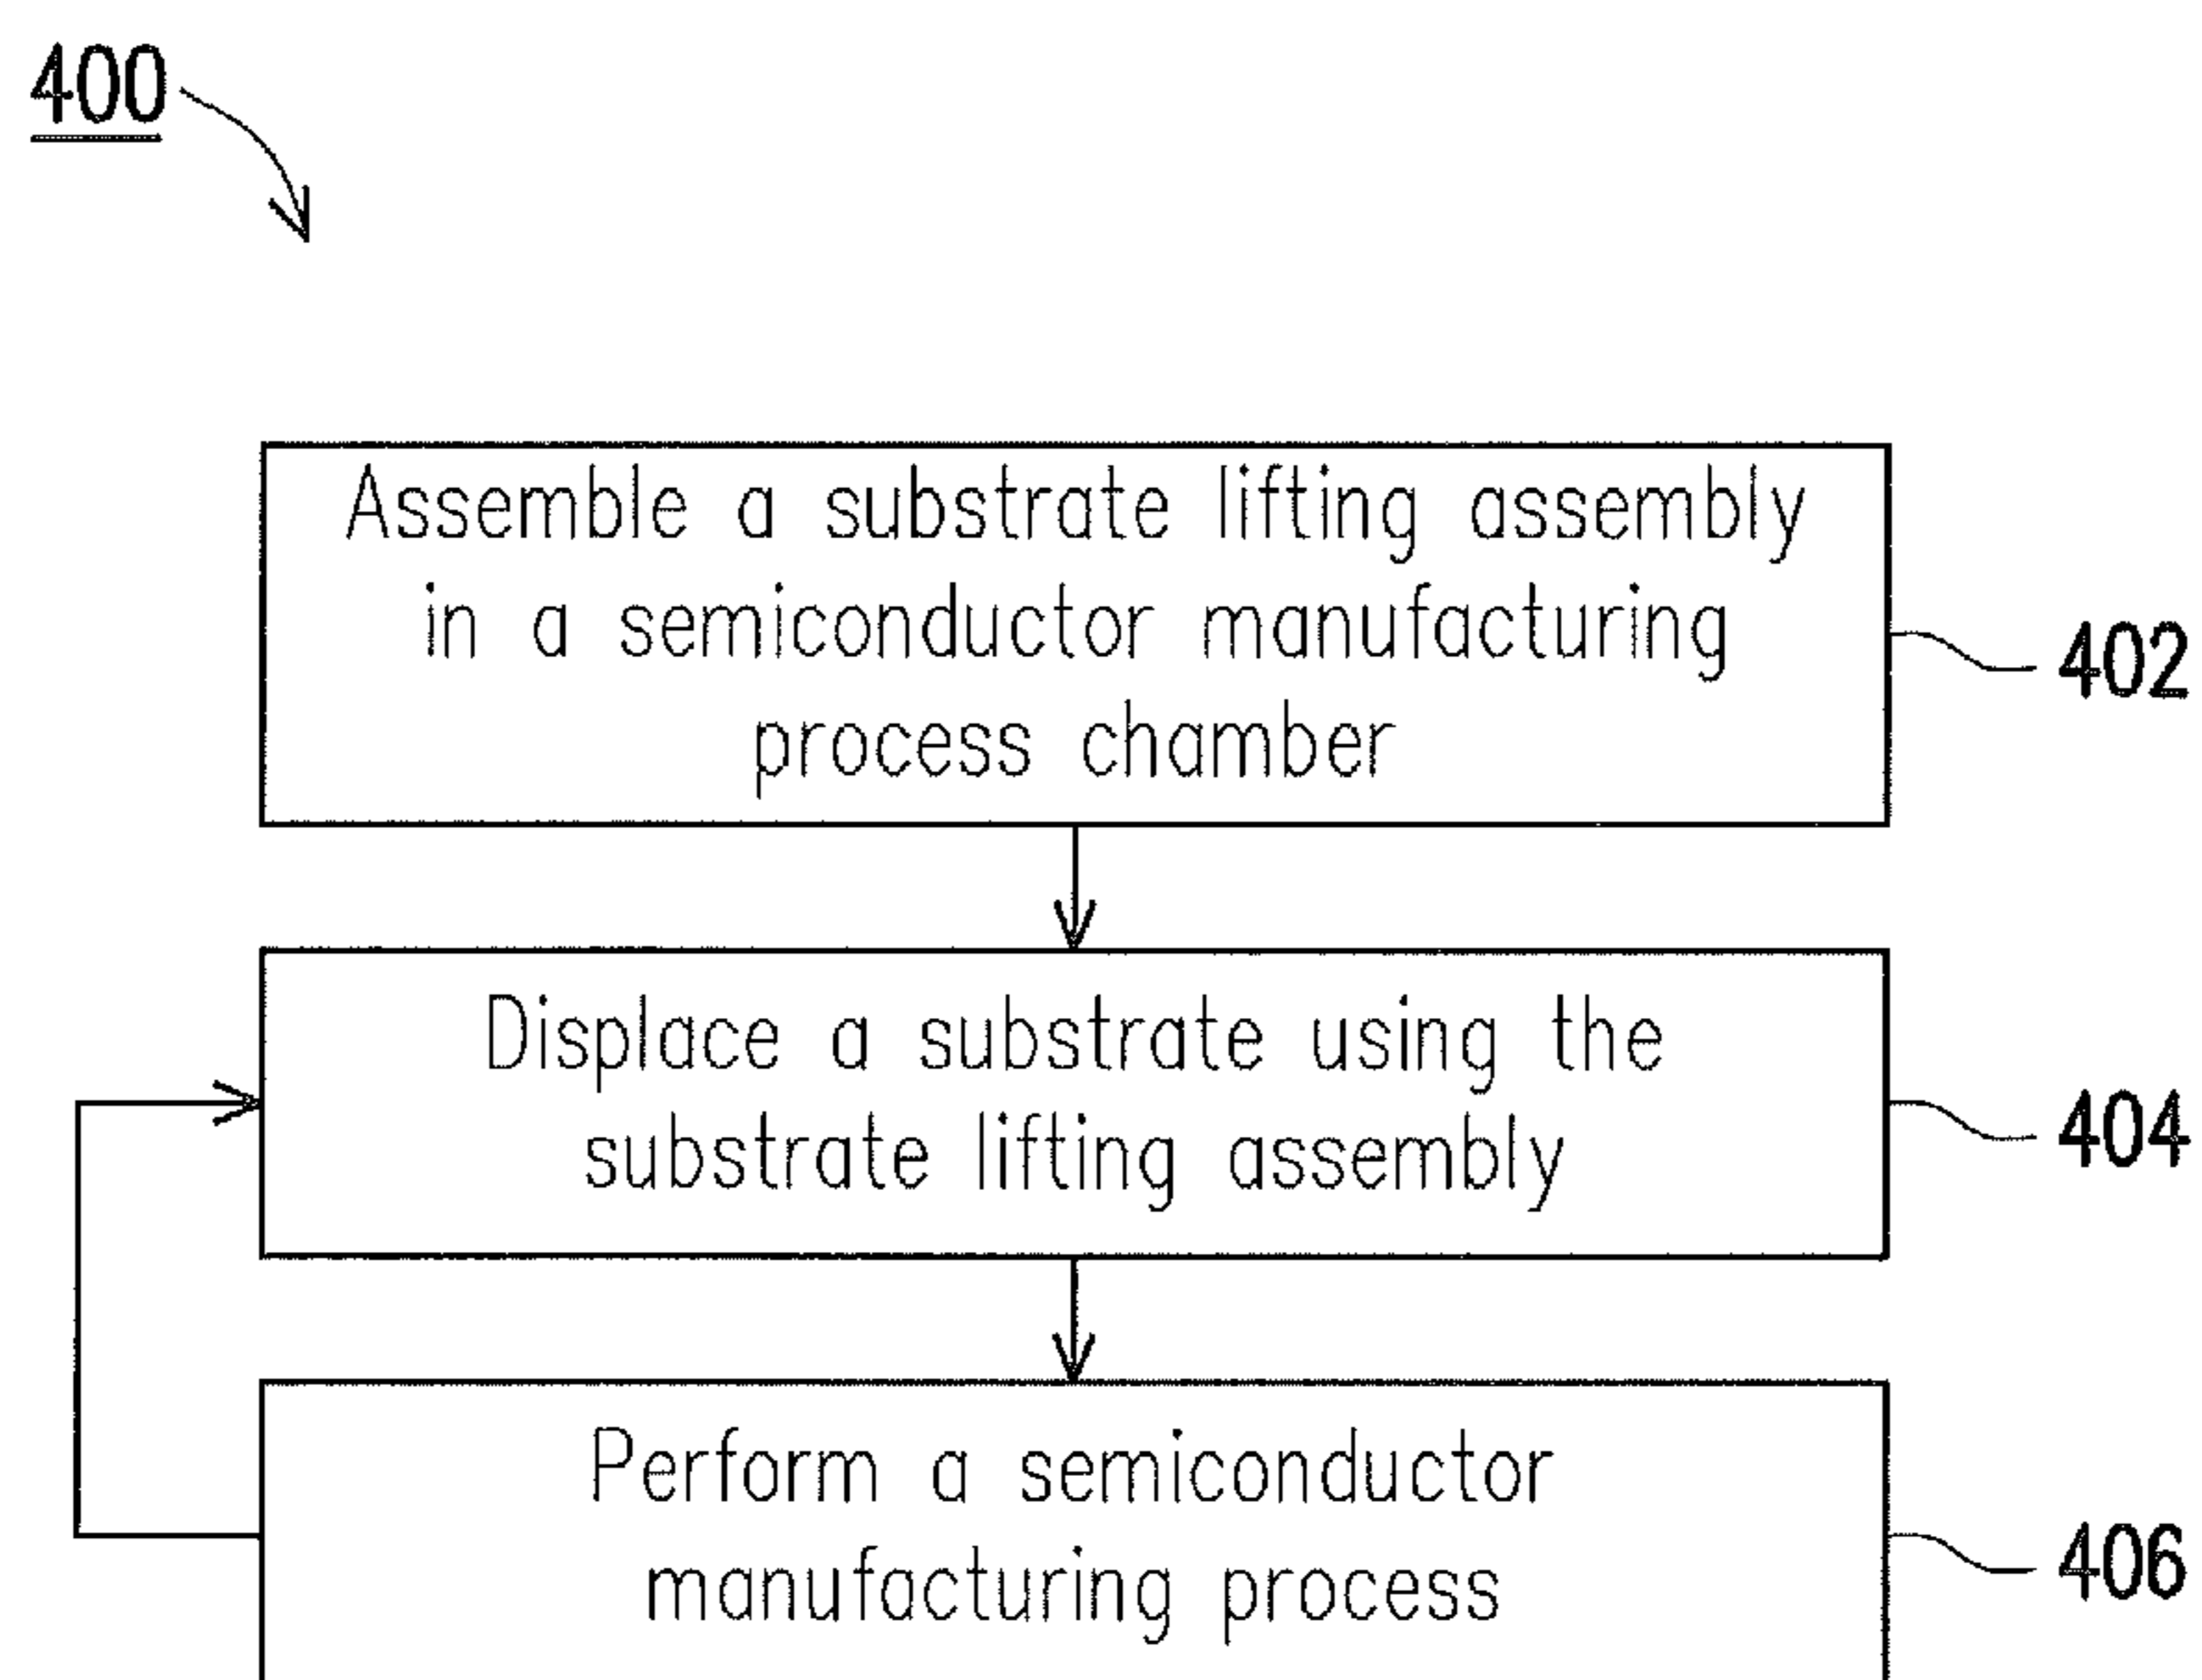 400
Assemble a substrate lifting assembly
in a semiconductor manufacturing
process chamber
402
Displace a substrate using the
substrate lifting assembly
404
Perform a semiconductor
manufacturing process
406